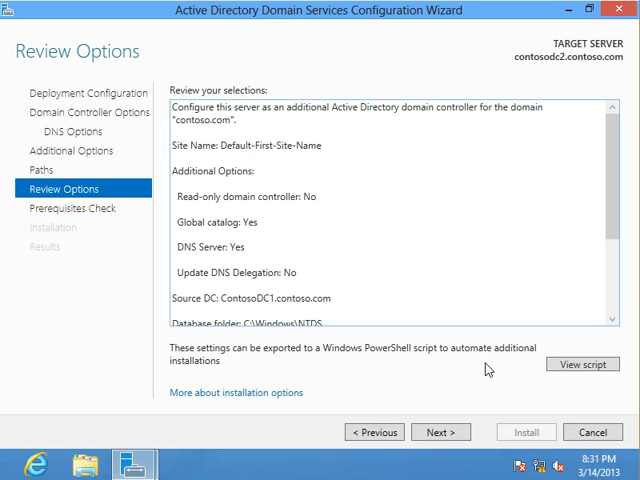 Active Directory Domain Services Configuration Wizard
Review Options
TARGET SERVER
contosodc2.contoso.com
Deployment Configuration
Domain Controller Options
DNS Options
Additional Options
Paths
Review Options
Prerequisites Check
Installation
Results
Review your selections:
Configure this server as an additional Active Directory domain controller for the domain
"contoso.com".
Site Name: Default-First-Site-Name
Additional Options:
Read-only domain controller: No
Global catalog: Yes
DNS Server: Yes
Update DNS Delegation: No
Source DC: ContosoDC1.contoso.com
Database folder: C:\Windows\NTDS
These settings can be exported to a Windows PowerShell script to automate additional
installations
View script
More about installation options
< Previous
Next >
Install
Cancel
8:31 PM
3/14/2013